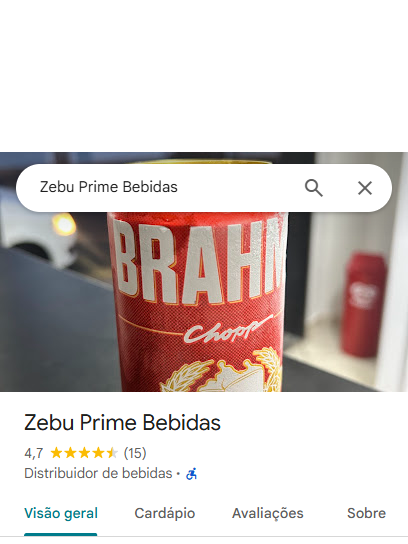 Zebu Prime Bebidas
BRAHM
Chopp
Zebu Prime Bebidas
4,7 (15)
Distribuidor de bebidas ·
Visão geral Cardápio Avaliações Sobre